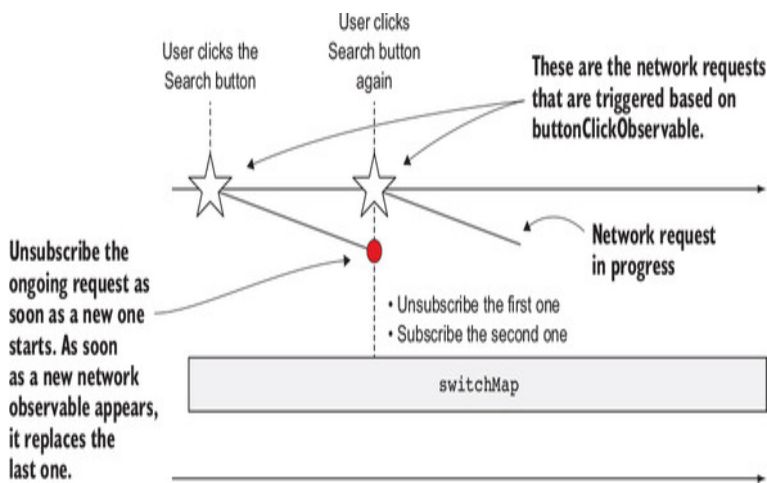 User clicks the
Search button
User clicks
Search button
again
These are the network requests
that are triggered based on
buttonClickObservable.
Network request
in progress
Unsubscribe the
ongoing request as
soon as a new one
starts. As soon
as a new network
observable appears,
it replaces the
last one.
• Unsubscribe the first one
• Subscribe the second one
switchMap